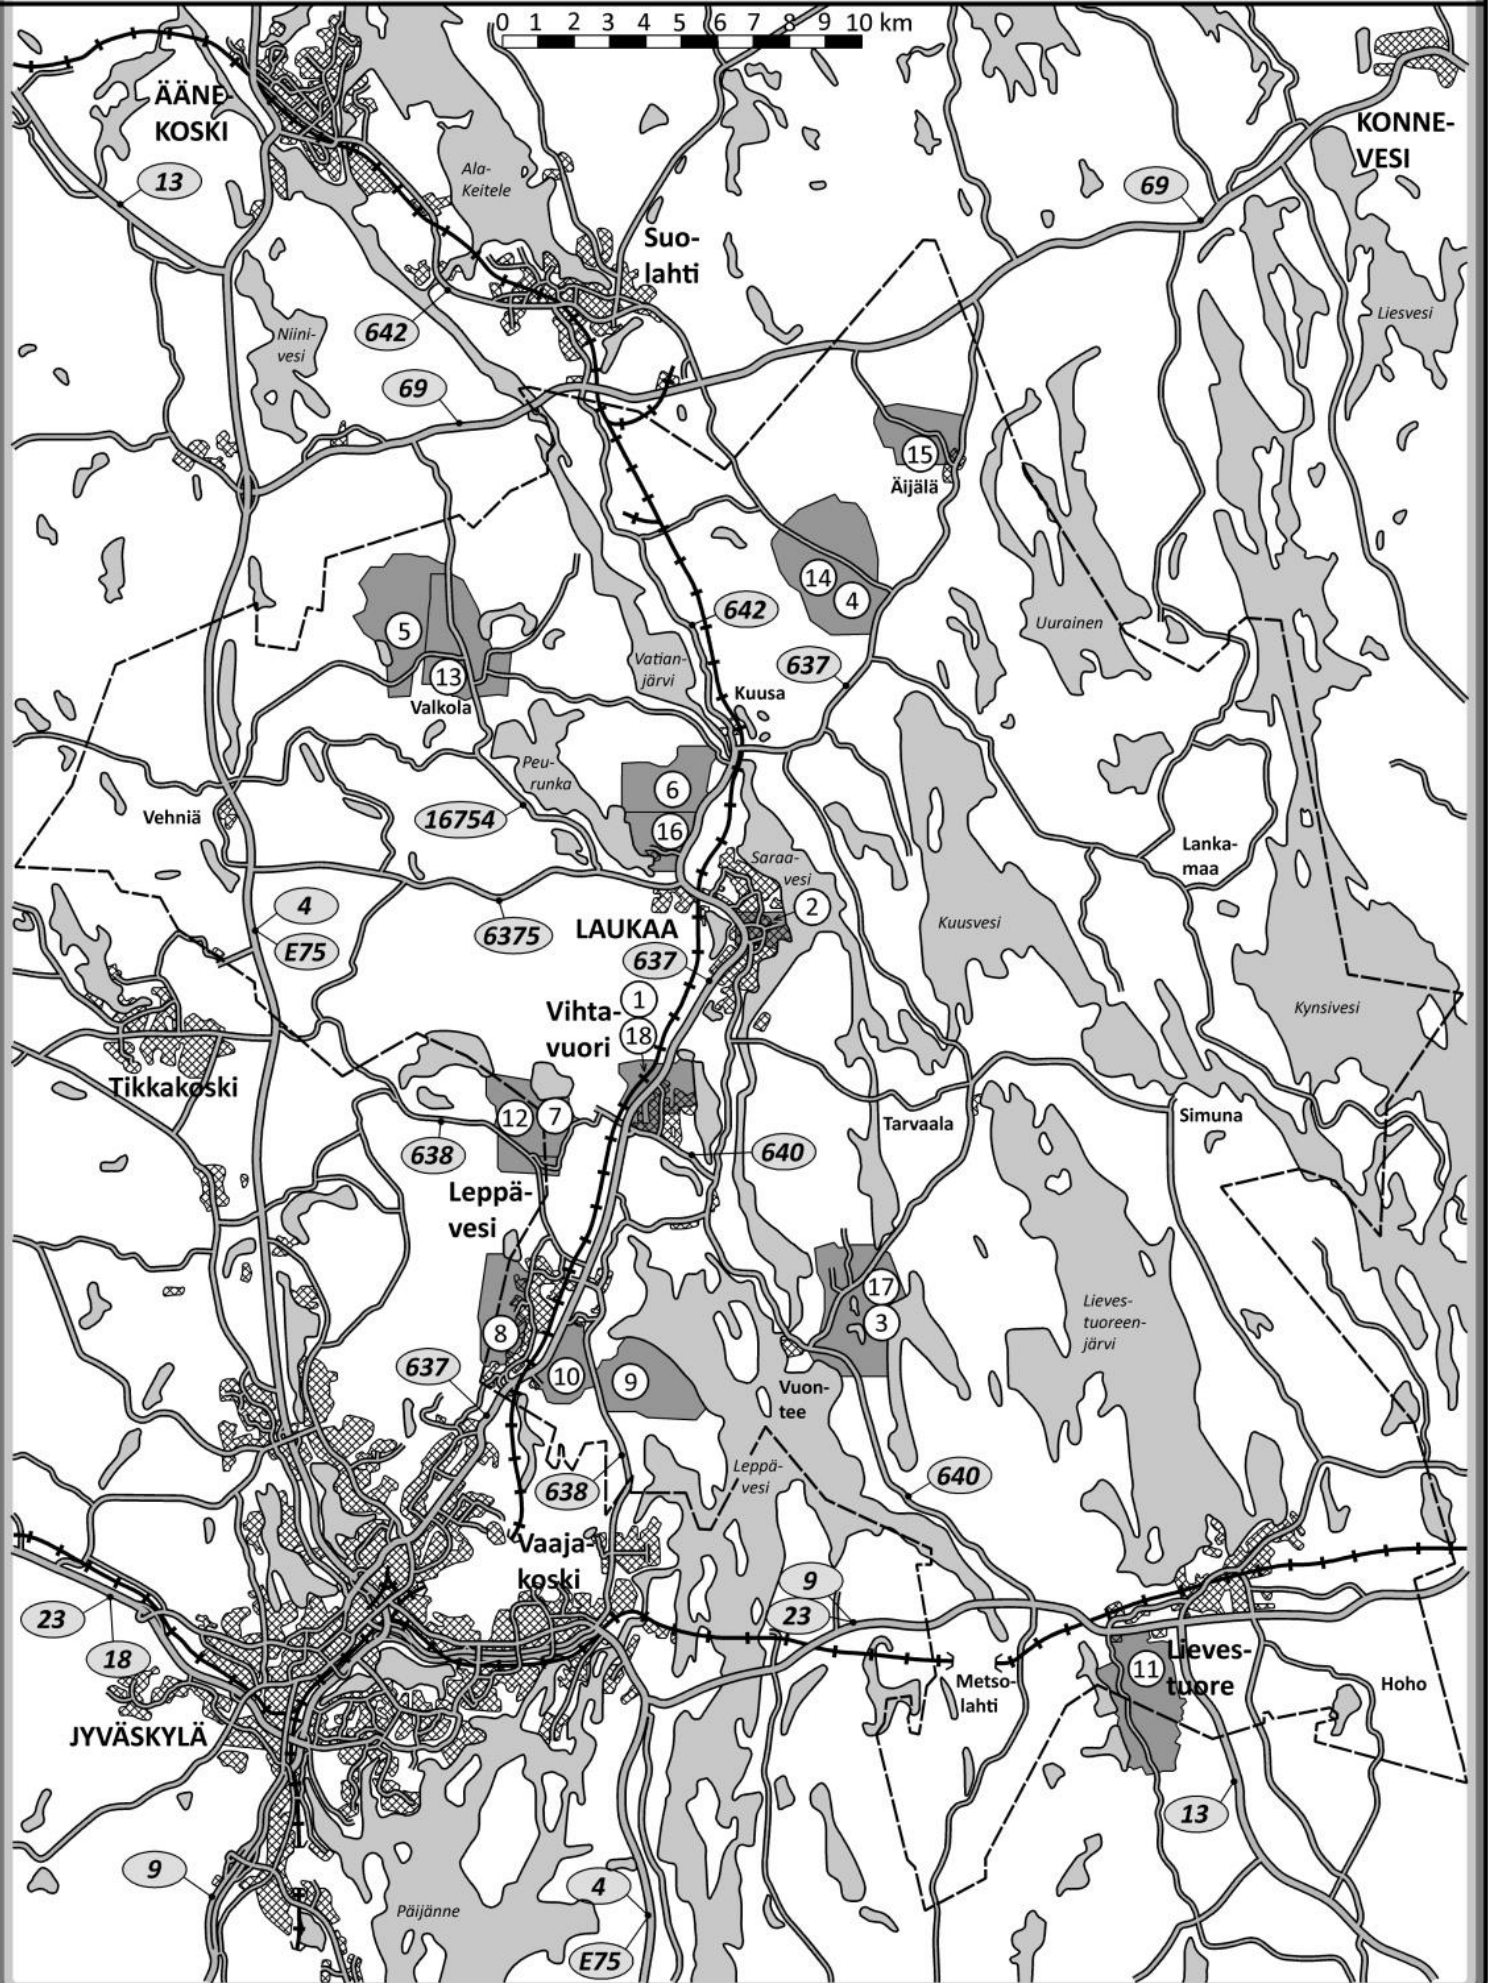 0 1 2 3 4 5 6 7 8 9 10 km
ÄÄNE-
KOSKI
13
Ala-
Keitele
KONNE-
VESI
69
Suo-
lahti
642
Niini-
vesi
Liesvesi
69
15
Äijälä
14
4
642
Uurainen
5
13
Valkola
Vatian-
järvi
637
Kuusa
Peu-
runka
6
16
16754
Vehniä
Lanka-
maa
Saraa-
vesi
2
4
E75
6375
LAUKAA
637
Kuusvesi
Kynsivesi
1
18
Vihta-
vuori
Tikkakoski
12
7
638
Tarvaala
Simuna
640
Leppä-
vesi
17
3
8
Lieves-
tuoreen-
järvi
637
10
9
Vuon-
tee
638
Leppä-
vesi
640
Vaaja-
koski
9
23
23
18
Metso-
lahti
11
Lieves-
tuore
Hoho
JYVÄSKYLÄ
13
9
4
E75
Päijänne